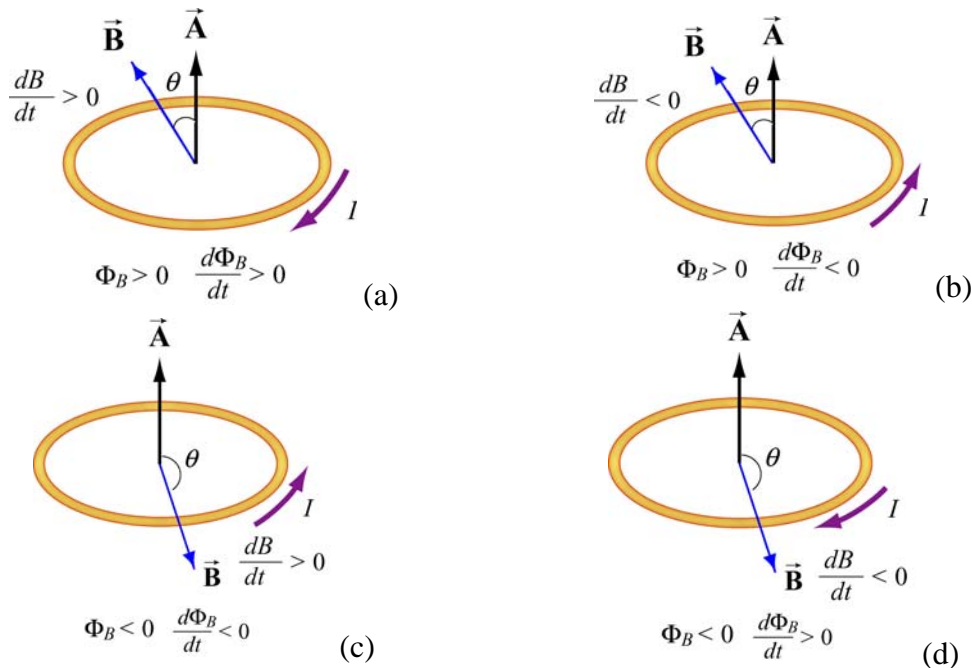 B⃗ A⃗
θ
dB/dt > 0
I
Φ_B > 0 dΦ_B/dt > 0
(a)
B⃗ A⃗
θ
dB/dt < 0
I
Φ_B > 0 dΦ_B/dt < 0
(b)
A⃗
θ
I
B⃗ dB/dt > 0
Φ_B < 0 dΦ_B/dt < 0
(c)
A⃗
θ
I
B⃗ dB/dt < 0
Φ_B < 0 dΦ_B/dt > 0
(d)